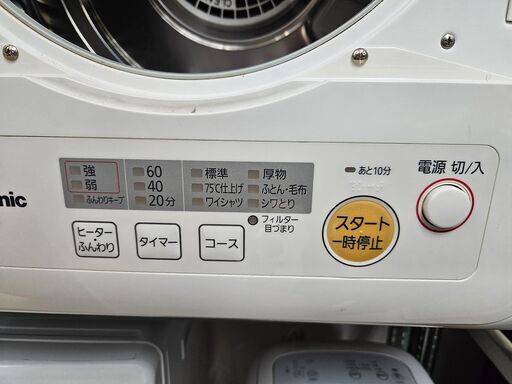 nic
強
弱
ふんわりキープ
60
40
20分
標準
75℃仕上げ
ワイシャツ
厚物
ふとん・毛布
シワとり
あと10分
電源 切/入
フィルター
目づまり
ヒーター
ふんわり
タイマー
コース
スタート
一時停止